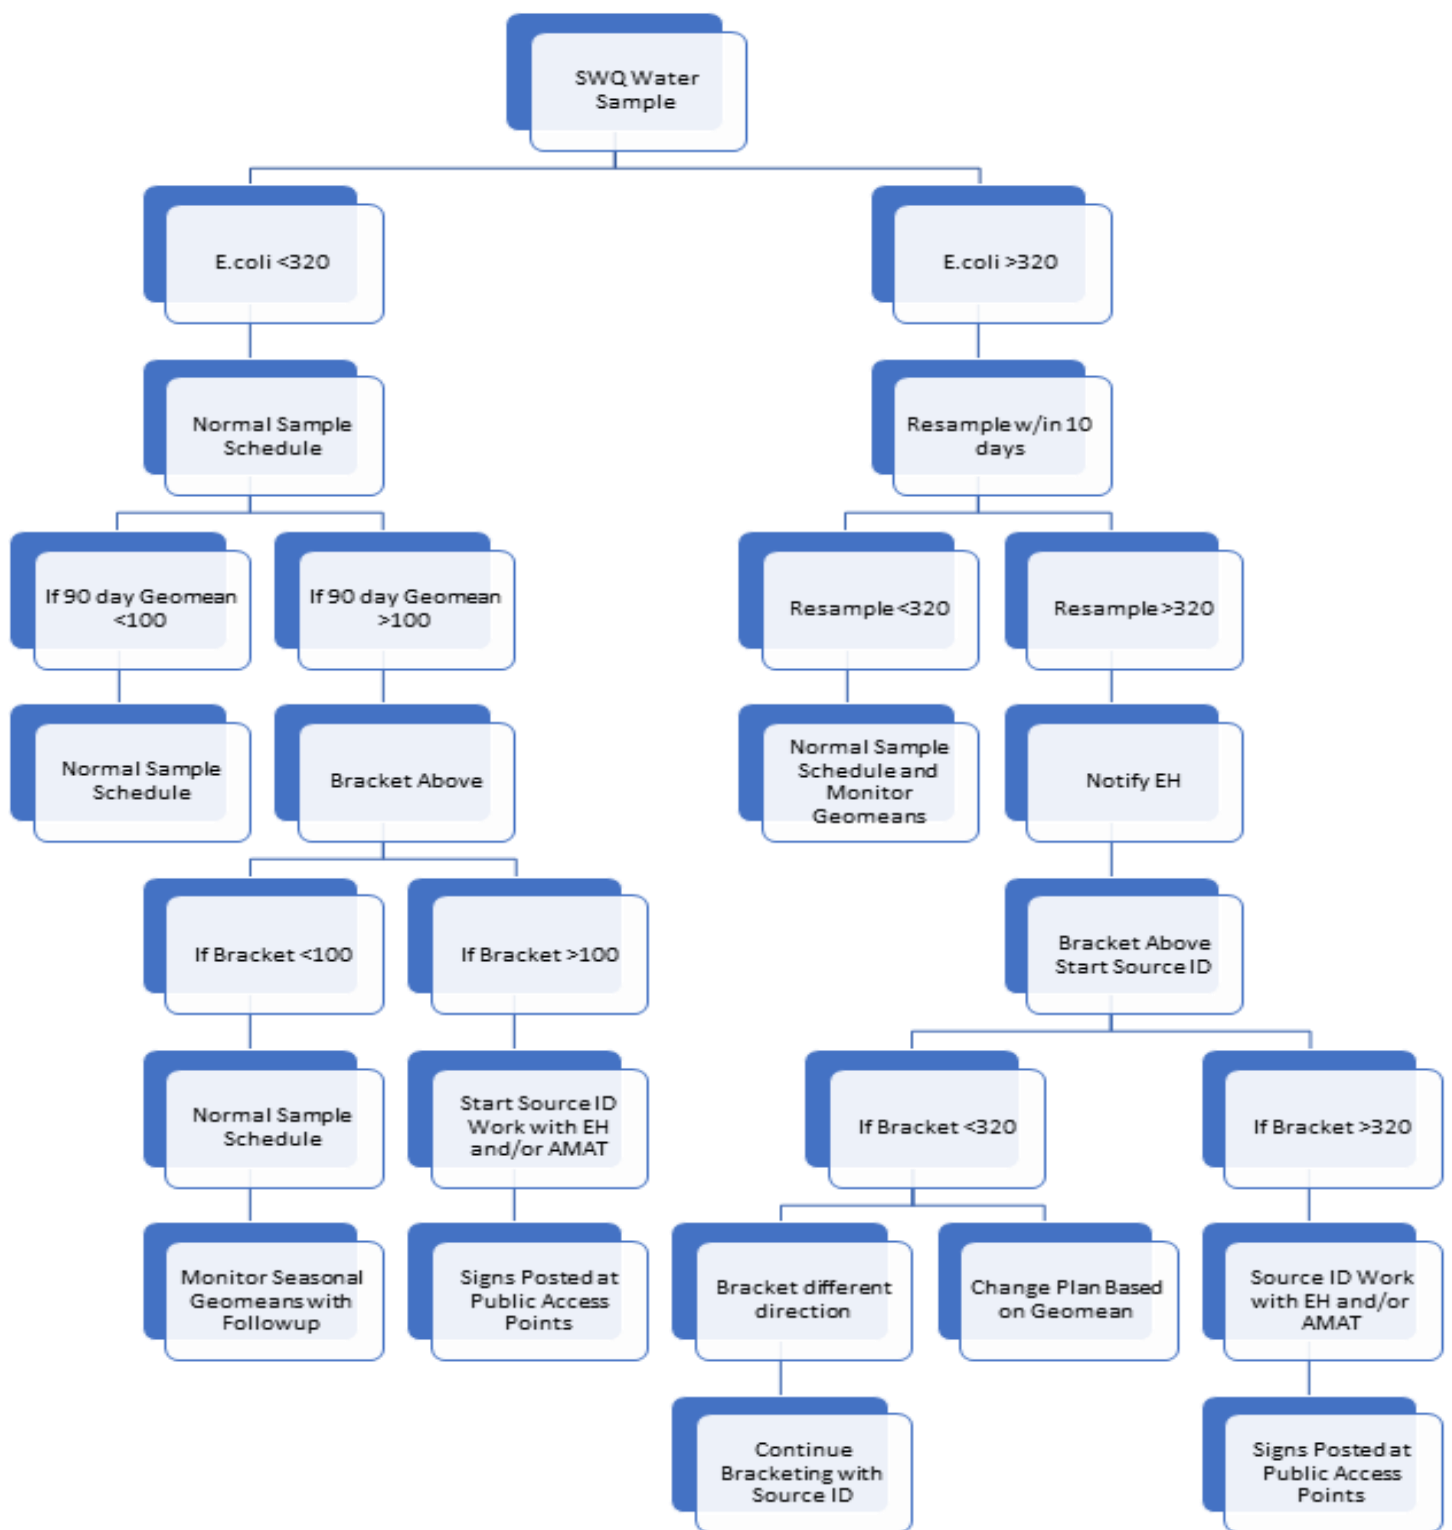 SWQ Water
Sample
E.coli <320
E.coli >320
Normal Sample
Schedule
Resample w/in 10
days
If 90 day Geomean
<100
If 90 day Geomean
>100
Resample <320
Resample >320
Normal Sample
Schedule
Bracket Above
Normal Sample
Schedule and
Monitor
Geomeans
Notify EH
If Bracket <100
If Bracket >100
Bracket Above
Start Source ID
Normal Sample
Schedule
Start Source ID
Work with EH
and/or AMAT
If Bracket <320
If Bracket >320
Monitor Seasonal
Geomeans with
Followup
Signs Posted at
Public Access
Points
Bracket different
direction
Change Plan Based
on Geomean
Source ID Work
with EH and/or
AMAT
Continue
Bracketing with
Source ID
Signs Posted at
Public Access
Points